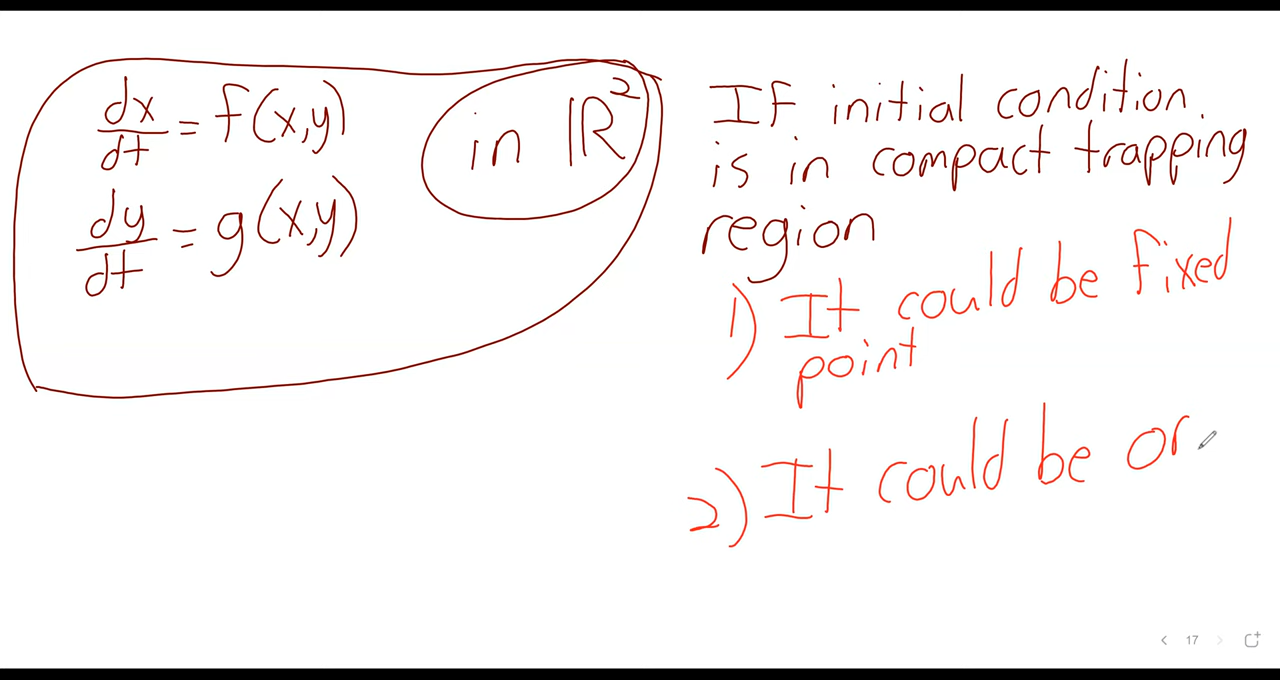 dx/dt = f(x,y)
in ℝ²
dy/dt = g(x,y)
If initial condition
is in compact trapping
region
1) It could be fixed
point
2) It could be or
< 17 >